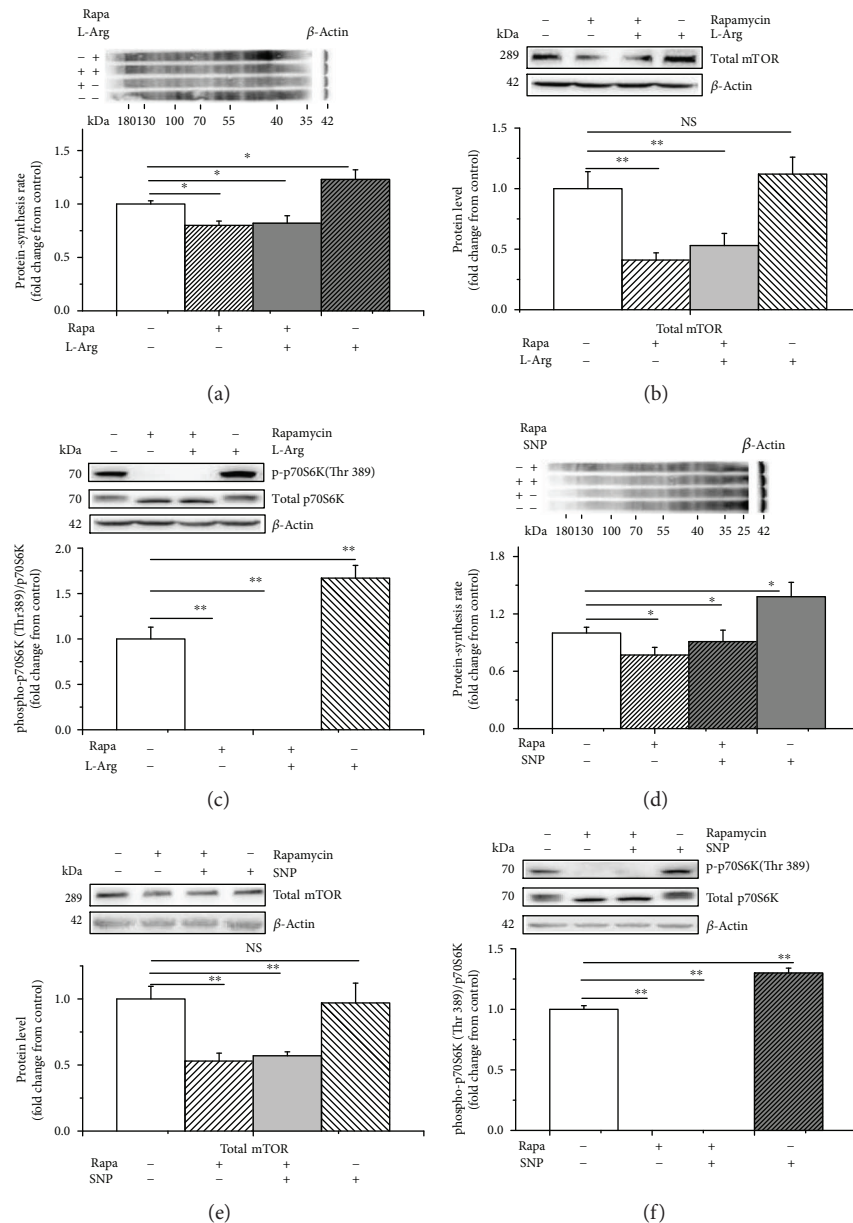 Rapa
L-Arg
β-Actin
– +
+ +
+ –
– –
kDa 180 130 100 70 55 40 35 42
Protein-synthesis rate
(fold change from control)
1.5
1.0
0.5
0.0
*
*
*
Rapa – + + –
L-Arg – – + +
(a)
– + + – Rapamycin
kDa – – + + L-Arg
289 Total mTOR
42 β-Actin
Protein level
(fold change from control)
1.5
1.0
0.5
0.0
NS
**
**
Total mTOR
Rapa – + + –
L-Arg – – + +
(b)
– + + – Rapamycin
kDa – – + + L-Arg
70 p-p70S6K(Thr 389)
70 Total p70S6K
42 β-Actin
phospho-p70S6K (Thr389)/p70S6K
(fold change from control)
2.0
1.5
1.0
0.5
0.0
**
**
**
Rapa – + + –
L-Arg – – + +
(c)
Rapa
SNP
β-Actin
– +
+ +
+ –
– –
kDa 180 130 100 70 55 40 35 25 42
Protein-synthesis rate
(fold change from control)
1.8
1.2
0.6
0.0
*
*
*
Rapa – + + –
SNP – – + +
(d)
– + + – Rapamycin
kDa – – + + SNP
289 Total mTOR
42 β-Actin
Protein level
(fold change from control)
1.0
0.5
0.0
NS
**
**
Total mTOR
Rapa – + + –
SNP – – + +
(e)
– + + – Rapamycin
kDa – – + + SNP
70 p-p70S6K(Thr 389)
70 Total p70S6K
42 β-Actin
phospho-p70S6K (Thr 389)/p70S6K
(fold change from control)
1.5
1.0
0.5
0.0
**
**
**
Rapa – + + –
SNP – – + +
(f)